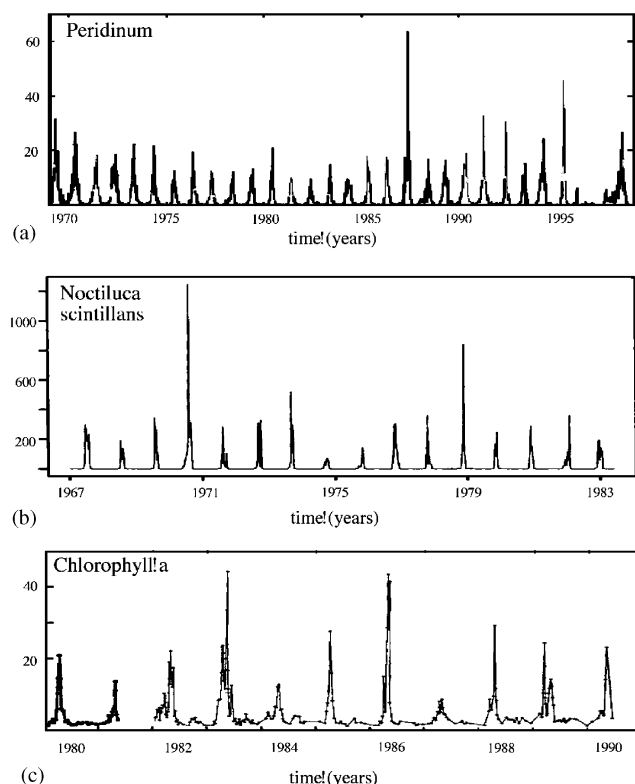 Peridinum
60
40
20
1970 1975 1980 1985 1990 1995
(a)
time!(years)
Noctiluca
scintillans
1000
600
200
1967 1971 1975 1979 1983
(b)
time!(years)
Chlorophyll!a
40
20
1980 1982 1984 1986 1988 1990
(c)
time!(years)